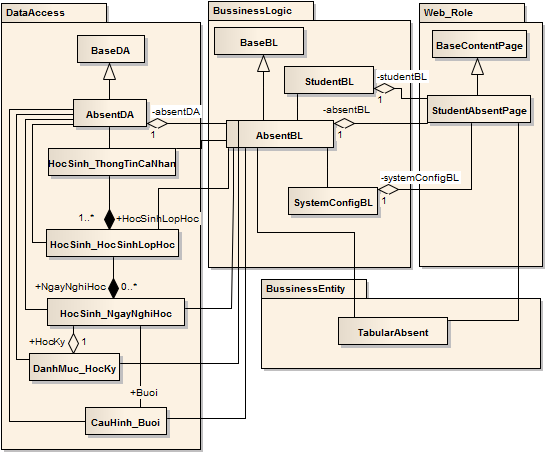 DataAccess
BussinessLogic
Web_Role
BaseDA
BaseBL
BaseContentPage
StudentBL
-studentBL
AbsentDA
-absentDA
1
AbsentBL
-absentBL
1
1
StudentAbsentPage
HocSinh_ThongTinCaNhan
-systemConfigBL
SystemConfigBL
1
1..*
+HocSinhLopHoc
HocSinh_HocSinhLopHoc
+NgayNghiHoc
0..*
BussinessEntity
HocSinh_NgayNghiHoc
TabularAbsent
+HocKy
1
DanhMuc_HocKy
+Buoi
CauHinh_Buoi